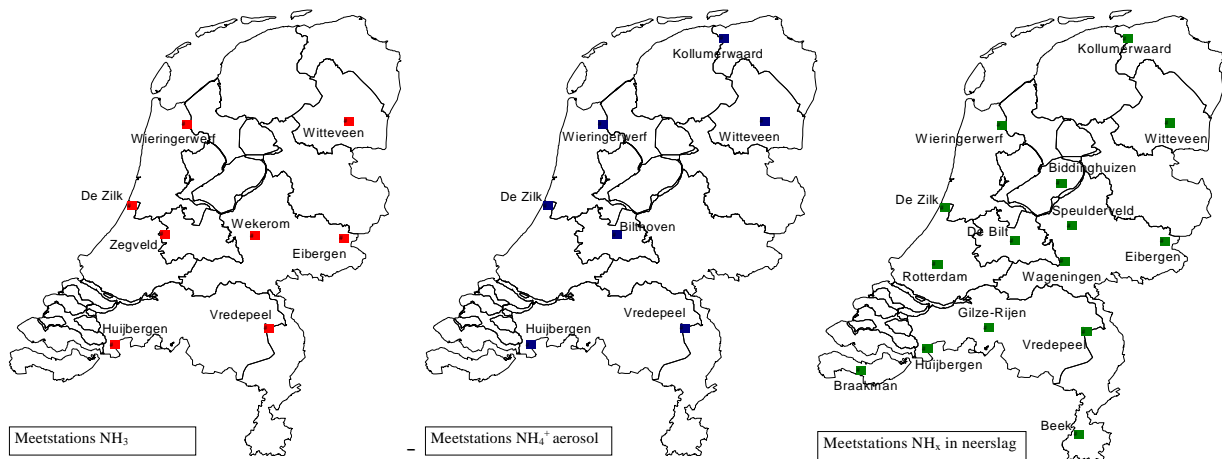 Wieringerwerf
Witteveen
De Zilk
Zegveld
Wekerom
Eibergen
Vredepeel
Huijbergen
Meetstations NH₃
Kollumerwaard
Wieringerwerf
Witteveen
De Zilk
Bilthoven
Vredepeel
Huijbergen
–
Meetstations NH₄⁺ aerosol
Kollumerwaard
Wieringerwerf
Witteveen
Biddinghuizen
De Zilk
Speulderveld
De Bilt
Eibergen
Rotterdam
Wageningen
Gilze-Rijen
Vredepeel
Huijbergen
Braakman
Beek
Meetstations NHₓ in neerslag